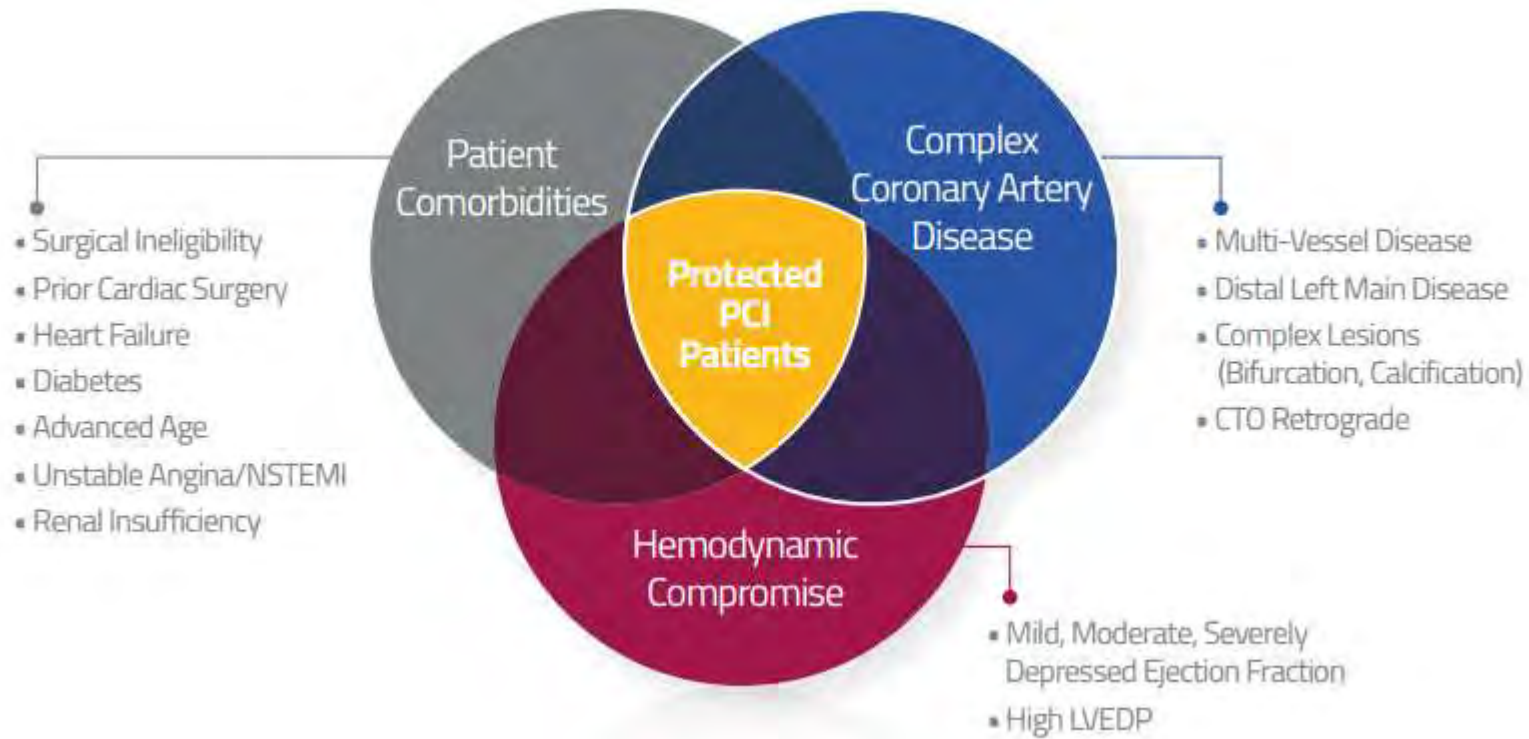 Patient
Comorbidities
• Surgical Ineligibility
• Prior Cardiac Surgery
• Heart Failure
• Diabetes
• Advanced Age
• Unstable Angina/NSTEMI
• Renal Insufficiency
Complex
Coronary Artery
Disease
• Multi-Vessel Disease
• Distal Left Main Disease
• Complex Lesions
(Bifurcation, Calcification)
• CTO Retrograde
Protected
PCI
Patients
Hemodynamic
Compromise
• Mild, Moderate, Severely
Depressed Ejection Fraction
• High LVEDP